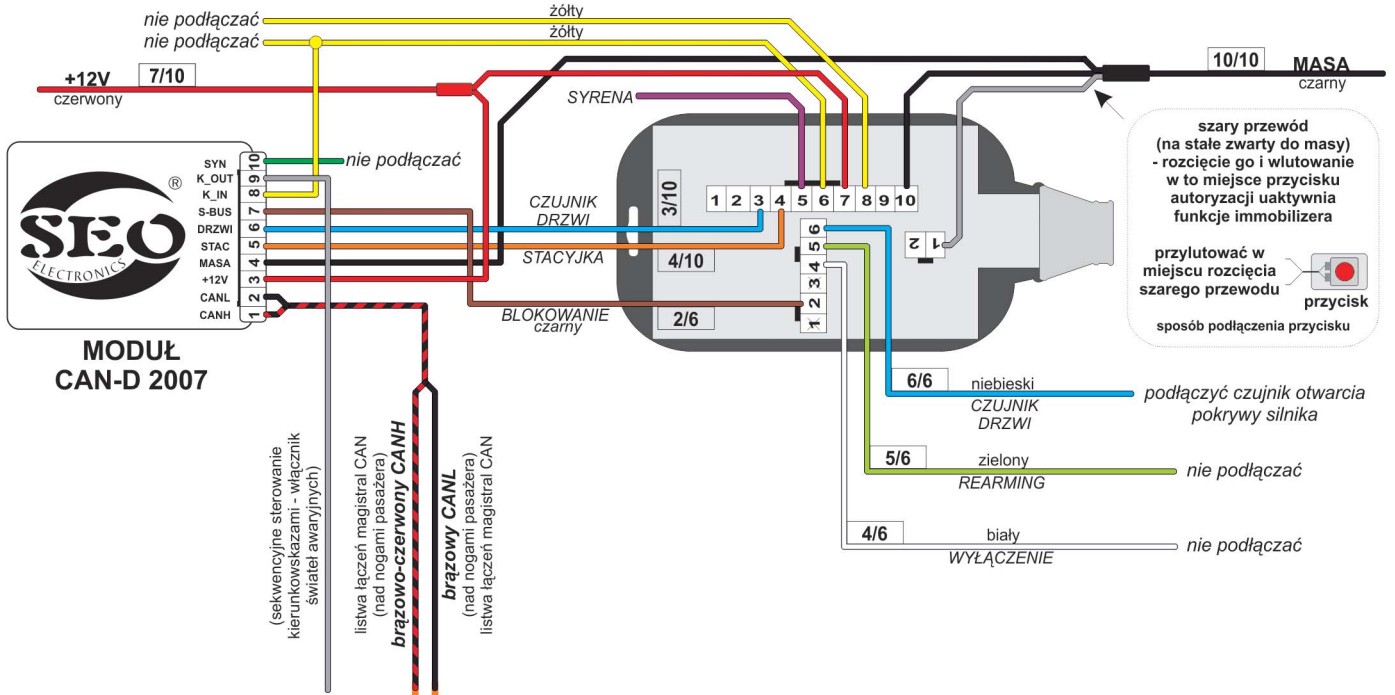 nie podłączać
żółty
nie podłączać
żółty
+12V
7/10
czerwony
10/10
MASA
czarny
SYRENA
SEO
ELECTRONICS
®
SYN 10
K_OUT 9
K_IN 8
S-BUS 7
DRZWI 6
STAC 5
MASA 4
+12V 3
CANL 2
CANH 1
nie podłączać
MODUŁ
CAN-D 2007
CZUJNIK
DRZWI
3/10
STACYJKA
4/10
BLOKOWANIE
czarny
2/6
1 2 3 4 5 6 7 8 9 10
6
5
4
3
2
1
2 1
szary przewód
(na stałe zwarty do masy)
- rozcięcie go i wlutowanie
w to miejsce przycisku
autoryzacji uaktywnia
funkcje immobilizera
przylutować w
miejscu rozcięcia
szarego przewodu
przycisk
sposób podłączenia przycisku
6/6
niebieski
CZUJNIK
DRZWI
podłączyć czujnik otwarcia
pokrywy silnika
5/6
zielony
REARMING
nie podłączać
4/6
biały
WYŁĄCZENIE
nie podłączać
(sekwencyjne sterowanie
kierunkowskazami - włącznik
świateł awaryjnych)
listwa łączeń magistral CAN
(nad nogami pasażera)
brązowo-czerwony CANH
brązowy CANL
(nad nogami pasażera)
listwa łączeń magistral CAN